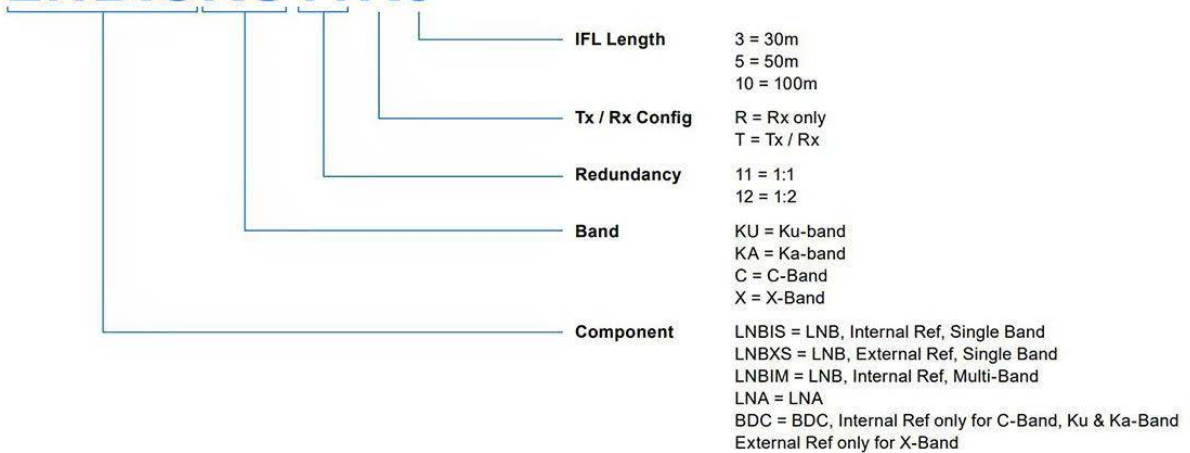 IFL Length 3 = 30m
5 = 50m
10 = 100m
Tx / Rx Config R = Rx only
T = Tx / Rx
Redundancy 11 = 1:1
12 = 1:2
Band KU = Ku-band
KA = Ka-band
C = C-Band
X = X-Band
Component LNBIS = LNB, Internal Ref, Single Band
LNBXS = LNB, External Ref, Single Band
LNBIM = LNB, Internal Ref, Multi-Band
LNA = LNA
BDC = BDC, Internal Ref only for C-Band, Ku & Ka-Band
External Ref only for X-Band